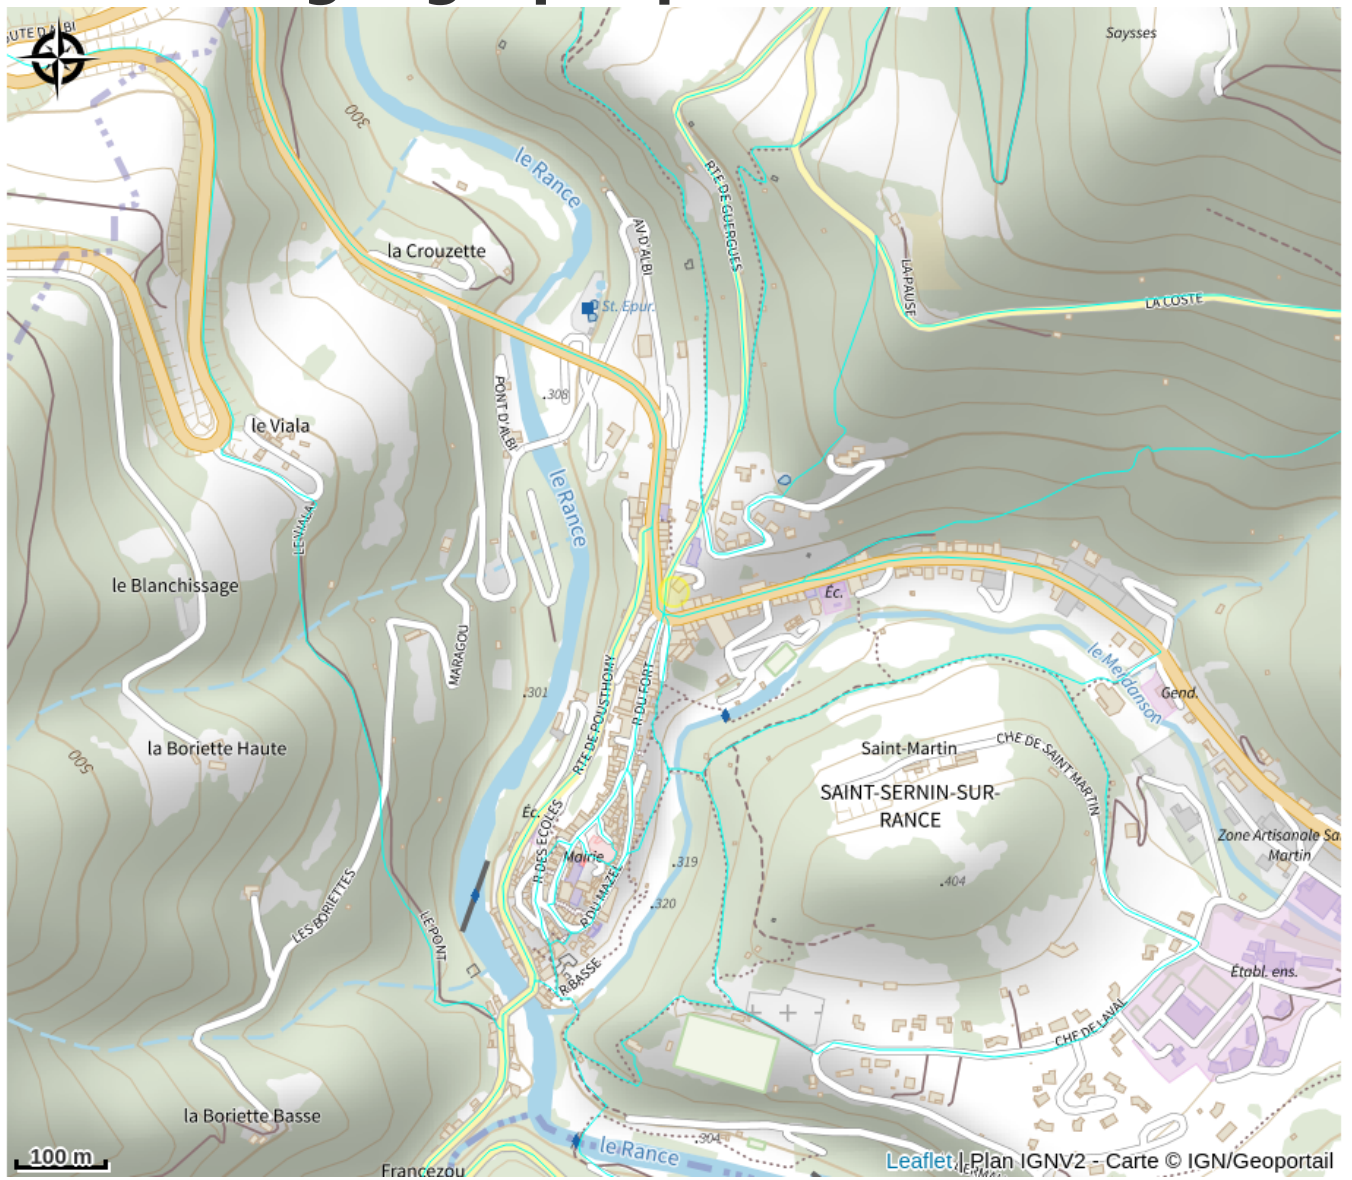 Saysses
300
le Rance
RTE DE GUERGUES
AV D'ALBI
la Crouzette
LA PAUSE
LA COSTE
St. Epur.
.308
PONT D'ALBI
le Viala
le Rance
LE VIALA
le Blanchissage
Éc.
MARAGOU
le Merdanson
R DU FORT
RTE DE POUSTHOMY
.301
Gend.
la Boriette Haute
500
Saint-Martin
CHE DE SAINT MARTIN
SAINT-SERNIN-SUR-
RANCE
Éc.
R DES ECOLES
Zone Artisanale Sa
Martin
Mairie
.319
R DU MAZEL
.404
.320
LES BORIETTES
LE PONT
R BASSE
Établ. ens.
CHE DE LAVAL
la Boriette Basse
.304
le Rance
100 m
Francezou
Leaflet | Plan IGNV2 - Carte © IGN/Geoportail